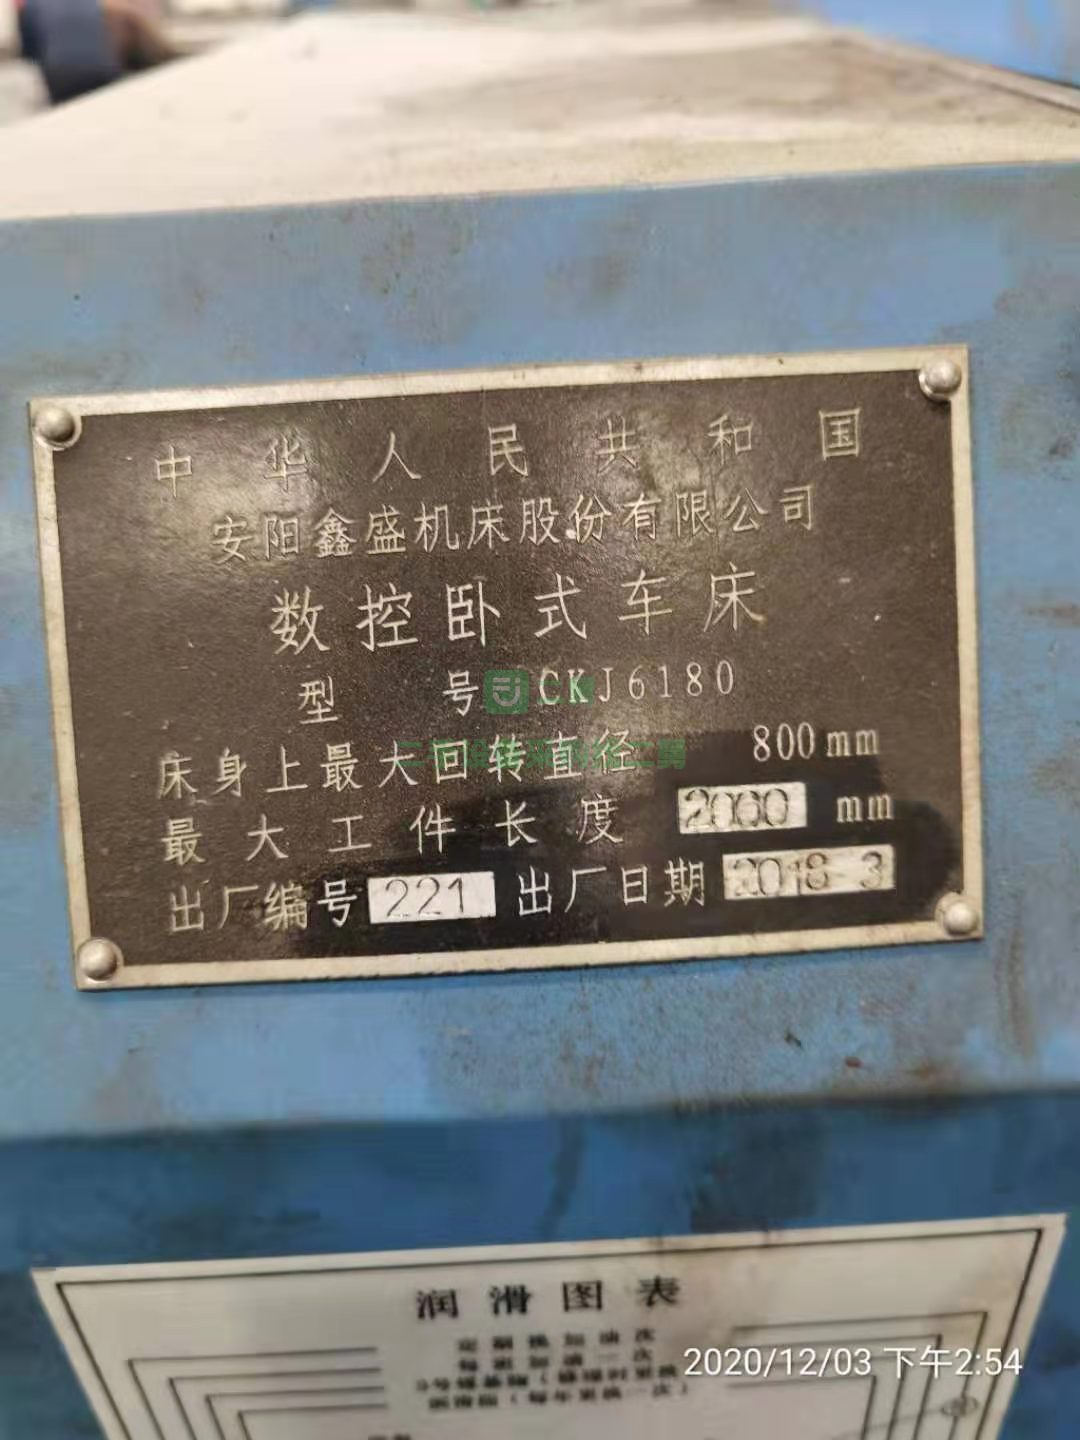 中华人民共和国
安阳鑫盛机床股份有限公司
数控卧式车床
型 号 CKJ6180
床身上最大回转直径 800mm
最大工件长度 2000 mm
出厂编号 221 出厂日期 2018 3
润滑图表
2020/12/03 下午2:54